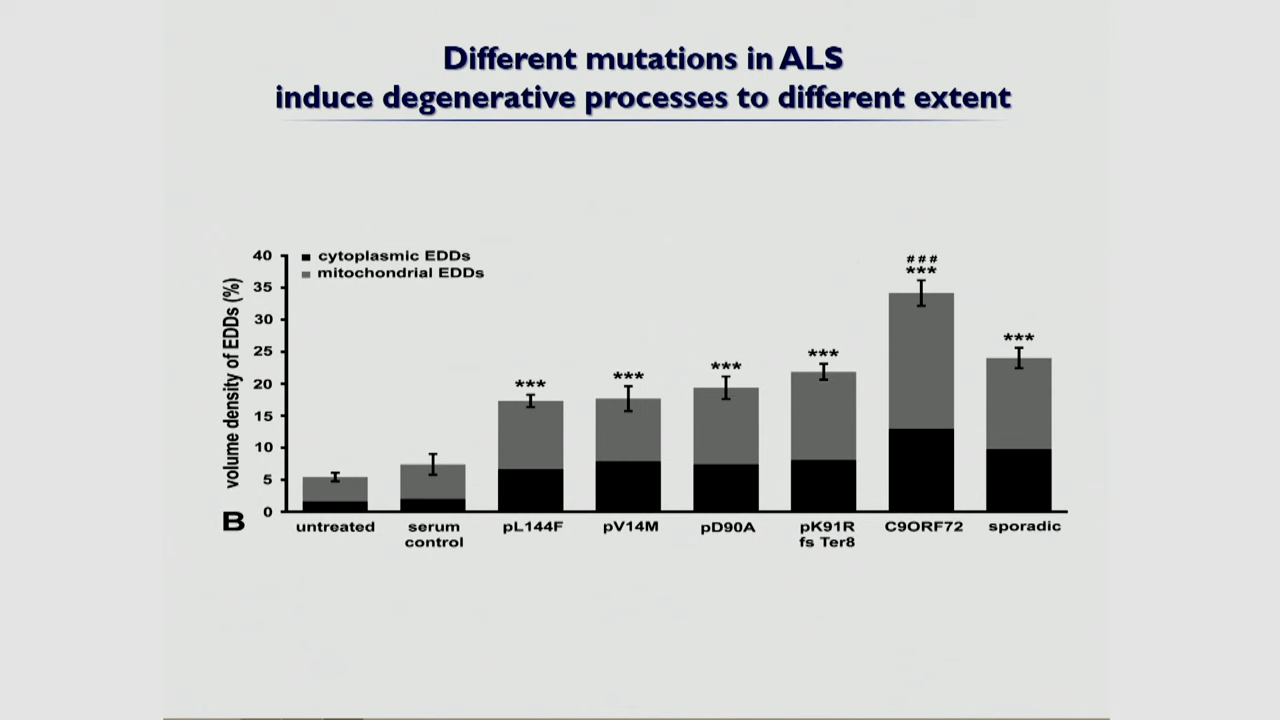 Different mutations in ALS
induce degenerative processes to different extent
cytoplasmic EDDs
mitochondrial EDDs
volume density of EDDs (%)
40
35
30
25
20
15
10
5
0
***
***
***
***
###
***
***
B
untreated
serum
control
pL144F
pV14M
pD90A
pK91R
fs Ter8
C9ORF72
sporadic